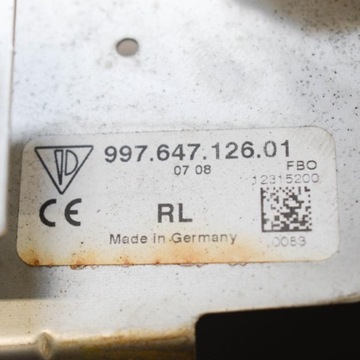 997.647.126.01
07 08
FBO
12315200
CE
RL
Made in Germany
0083